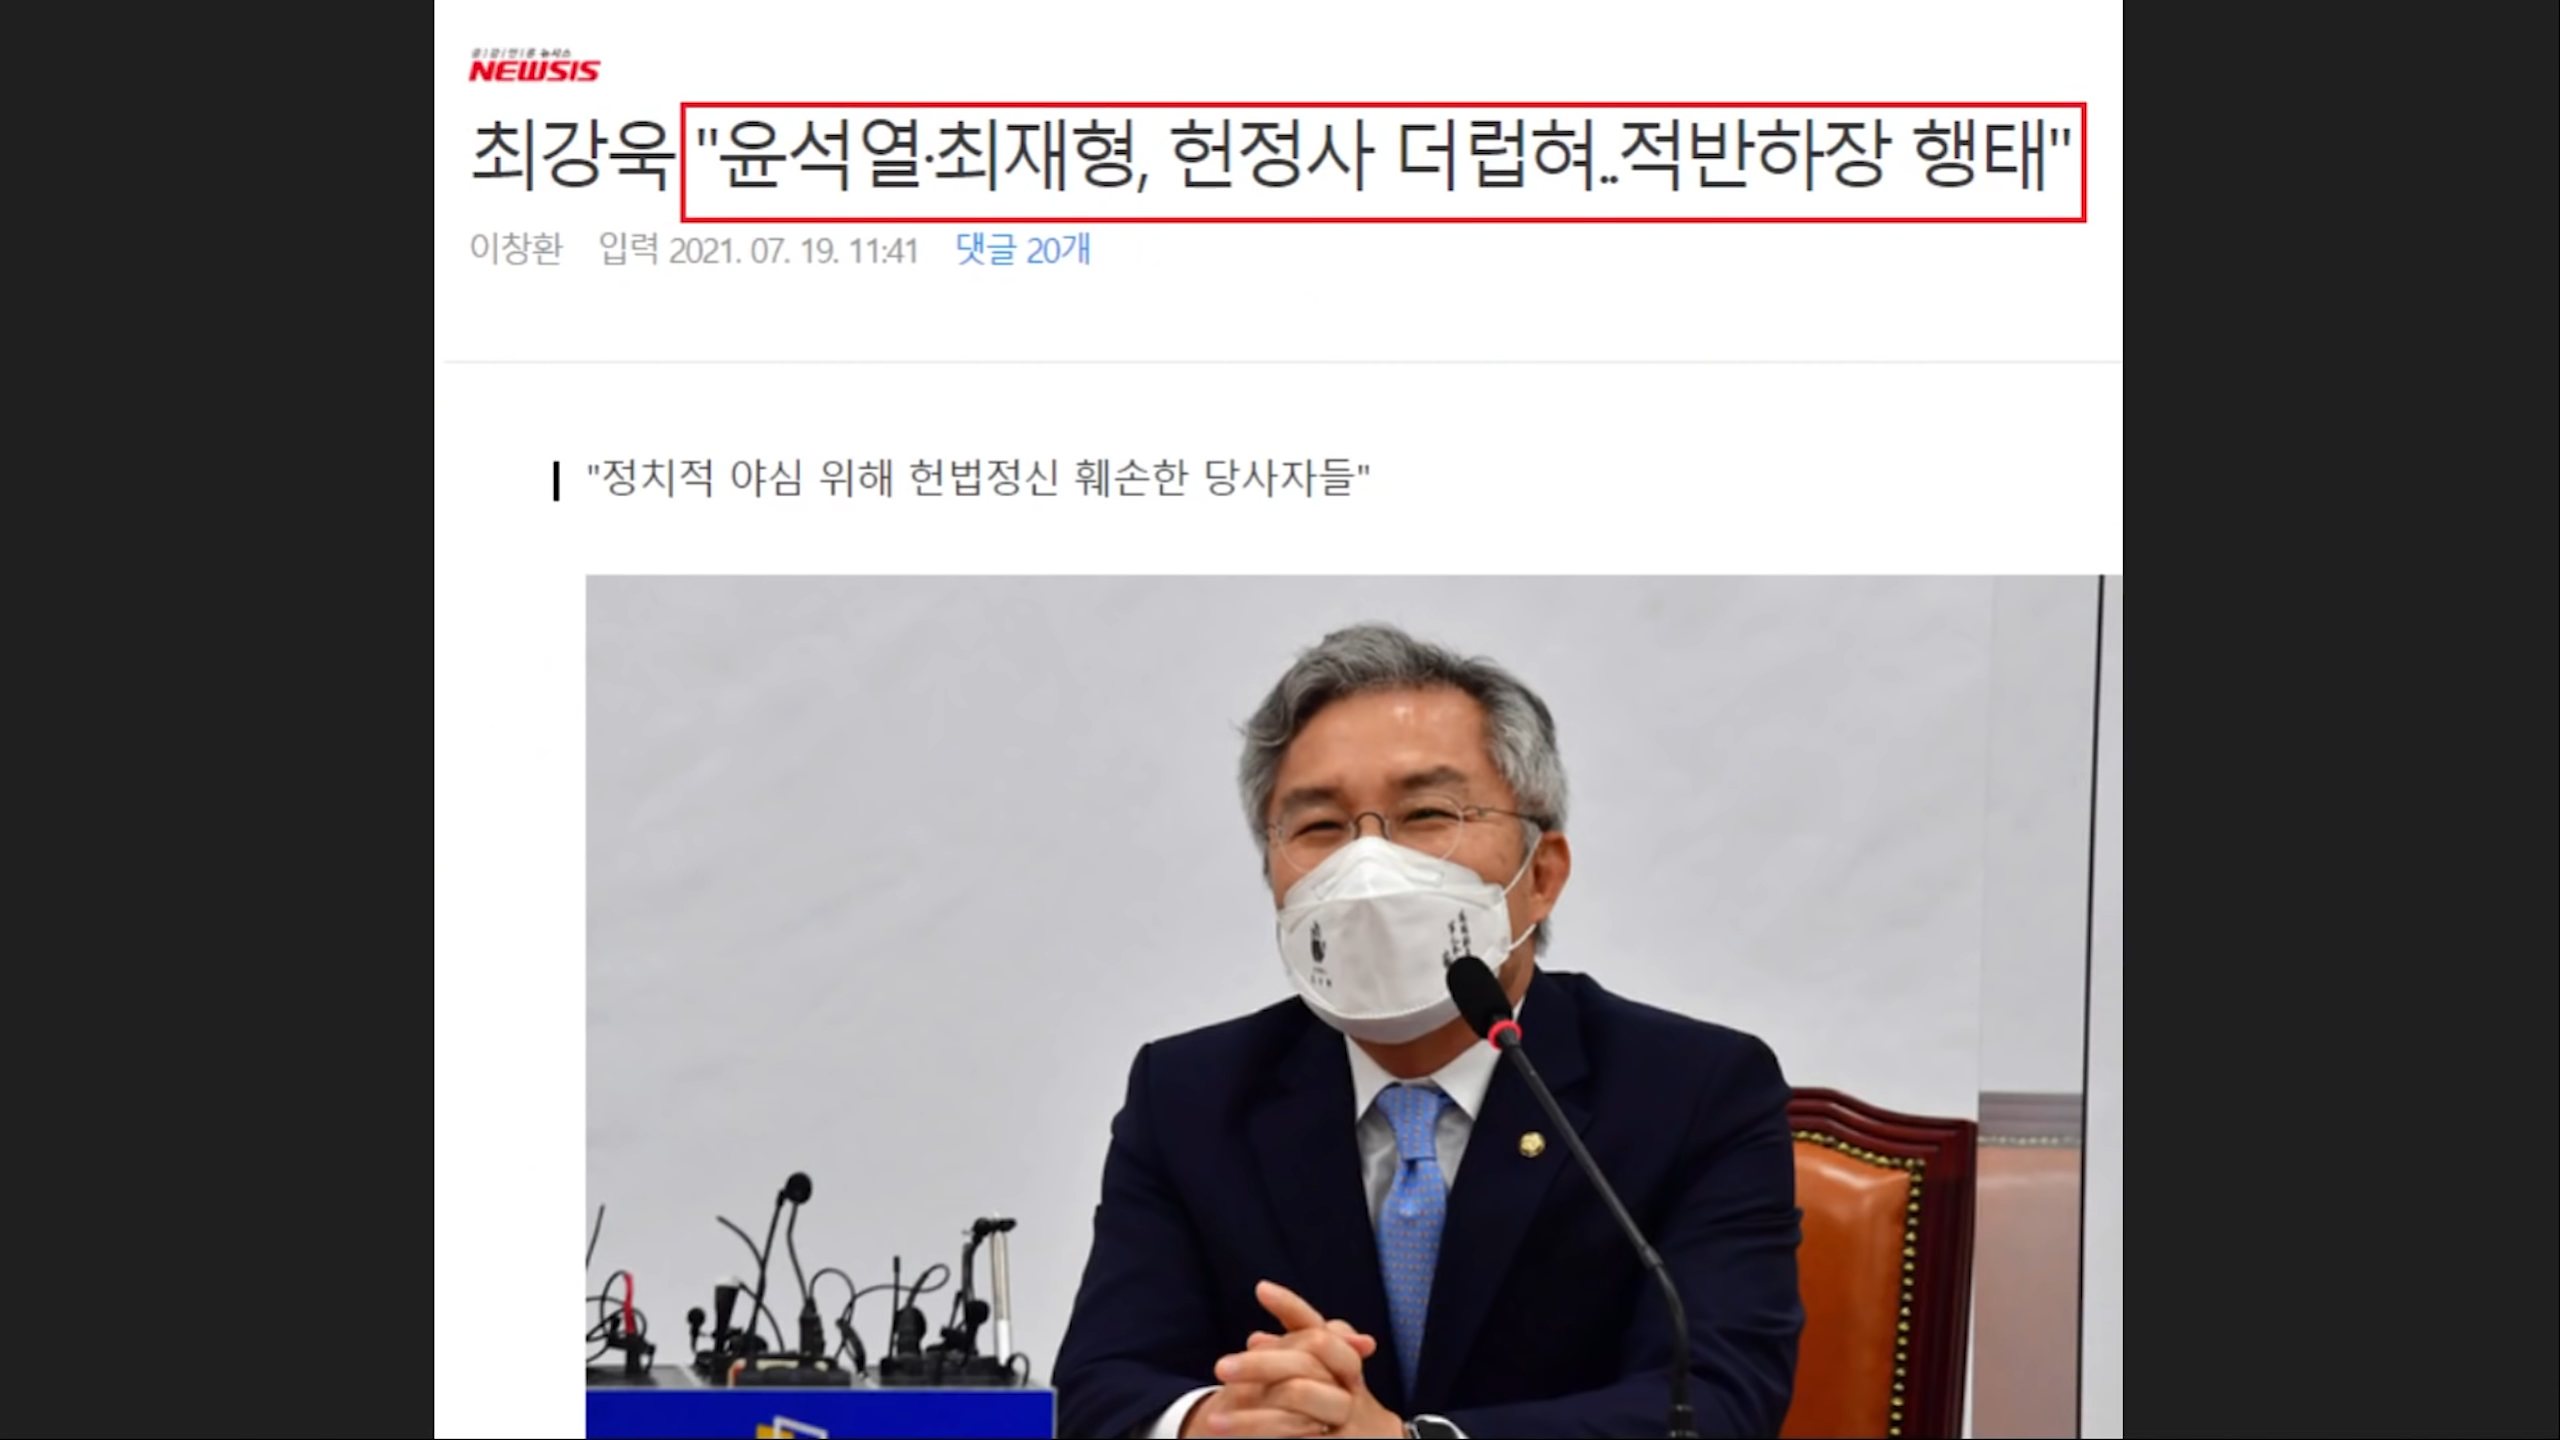 NEWSIS
최강욱 "윤석열·최재형, 헌정사 더럽혀..적반하장 행태"
이창환 입력 2021. 07. 19. 11:41 댓글 20개
"정치적 야심 위해 헌법정신 훼손한 당사자들"